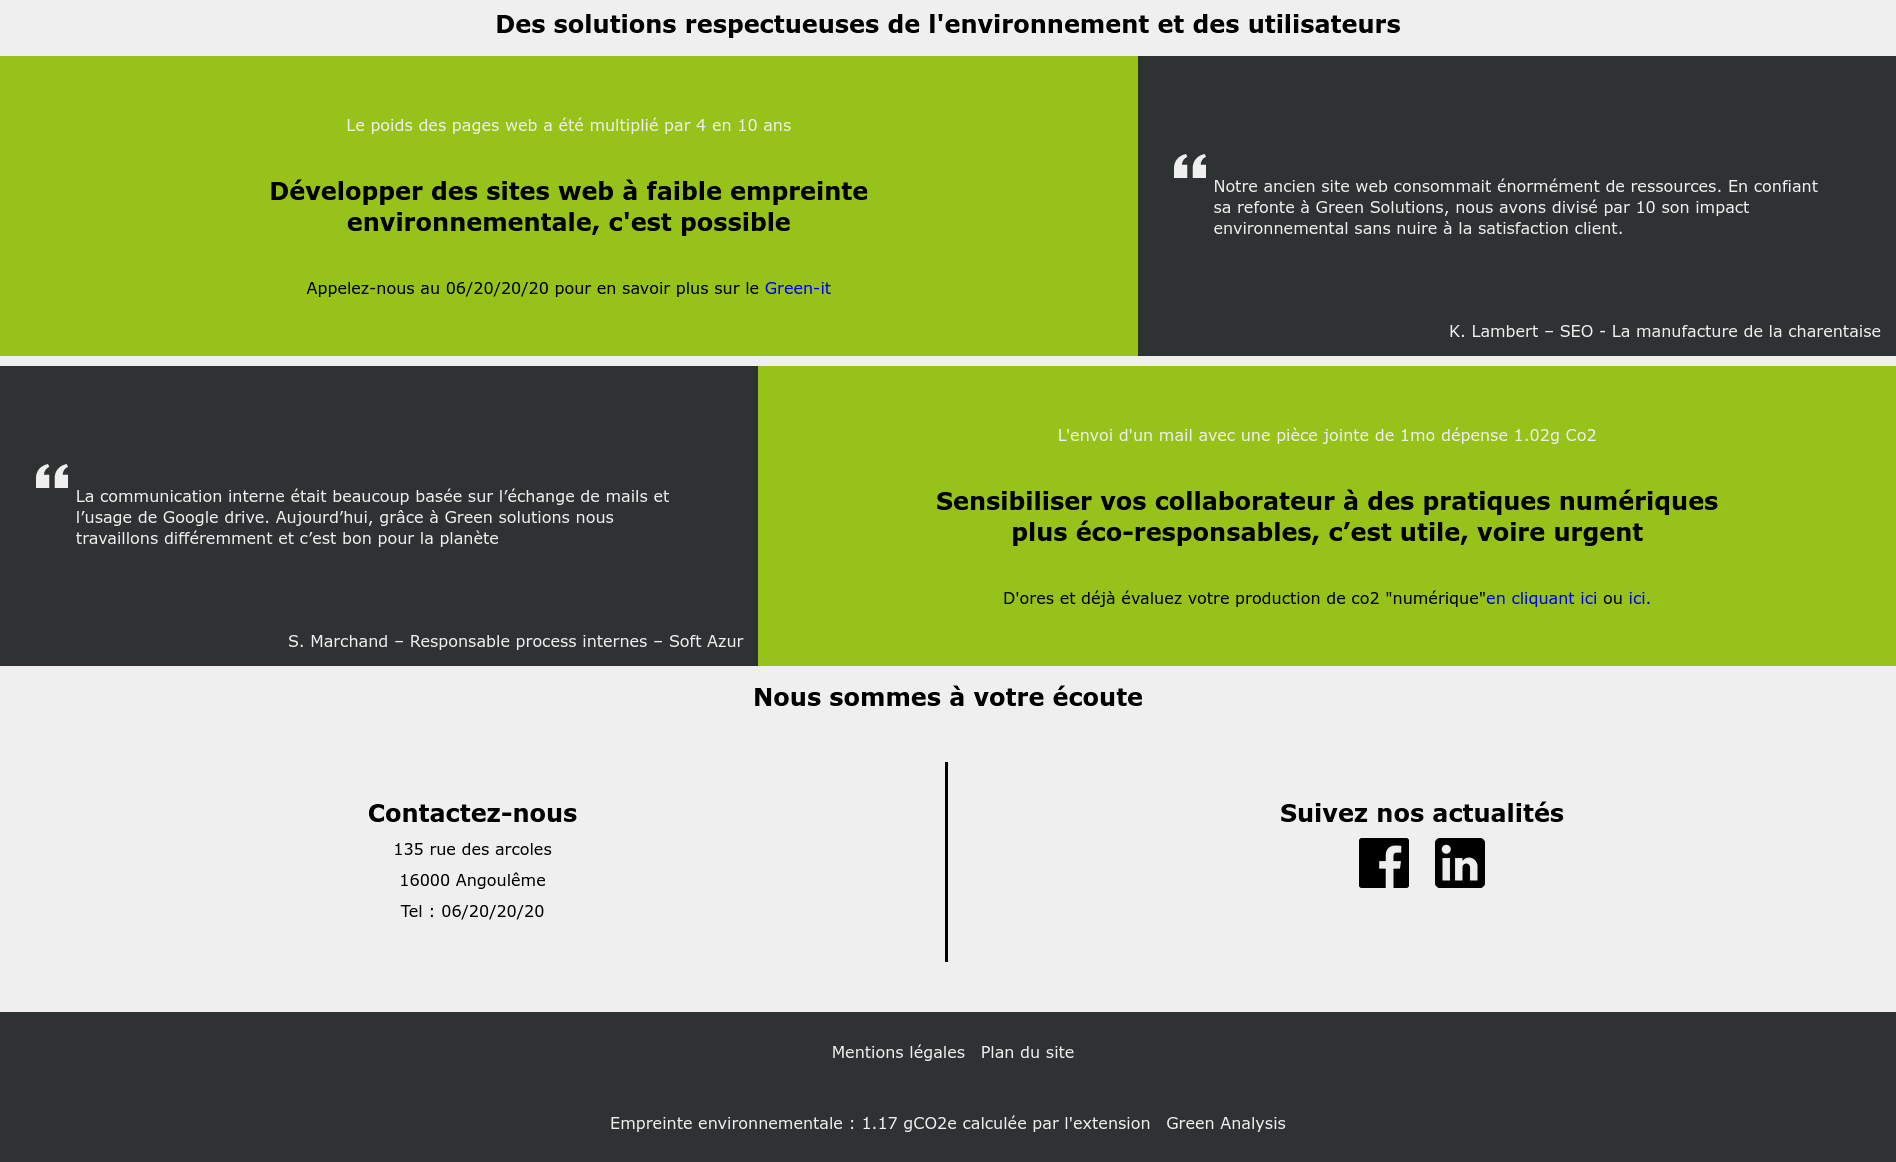 Des solutions respectueuses de l'environnement et des utilisateurs
Le poids des pages web a été multiplié par 4 en 10 ans
Développer des sites web à faible empreinte
environnementale, c'est possible
Appelez-nous au 06/20/20/20 pour en savoir plus sur le Green-it
Notre ancien site web consommait énormément de ressources. En confiant
sa refonte à Green Solutions, nous avons divisé par 10 son impact
environnemental sans nuire à la satisfaction client.
K. Lambert – SEO - La manufacture de la charentaise
La communication interne était beaucoup basée sur l’échange de mails et
l’usage de Google drive. Aujourd’hui, grâce à Green solutions nous
travaillons différemment et c’est bon pour la planète
S. Marchand – Responsable process internes – Soft Azur
L'envoi d'un mail avec une pièce jointe de 1mo dépense 1.02g Co2
Sensibiliser vos collaborateur à des pratiques numériques
plus éco-responsables, c’est utile, voire urgent
D'ores et déjà évaluez votre production de co2 "numérique"en cliquant ici ou ici.
Nous sommes à votre écoute
Contactez-nous
135 rue des arcoles
16000 Angoulême
Tel : 06/20/20/20
Suivez nos actualités
Mentions légales Plan du site
Empreinte environnementale : 1.17 gCO2e calculée par l'extension Green Analysis